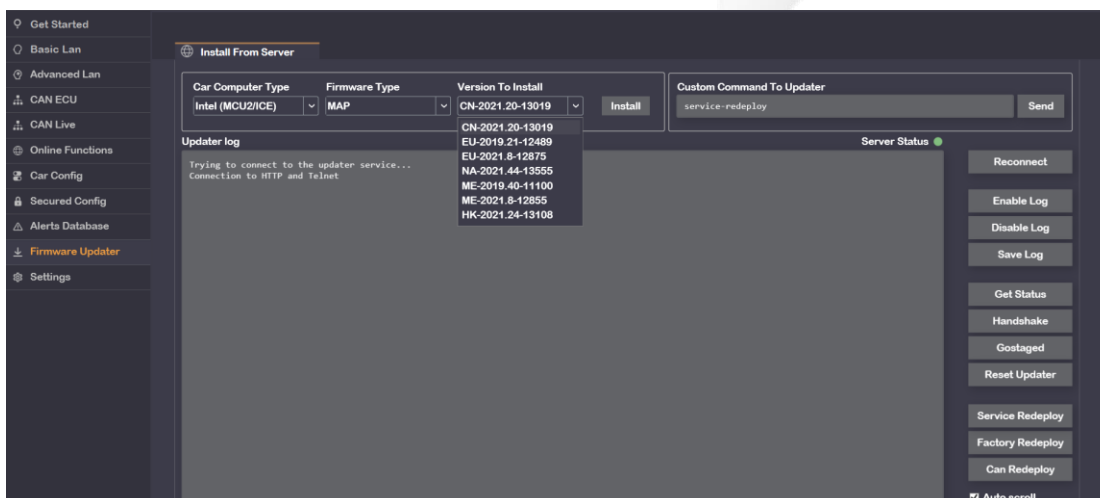 Get Started
Basic Lan
Advanced Lan
CAN ECU
CAN Live
Online Functions
Car Config
Secured Config
Alerts Database
Firmware Updater
Settings
Install From Server
Car Computer Type
Firmware Type
Version To Install
Intel (MCU2/ICE)
MAP
CN-2021.20-13019
Install
CN-2021.20-13019
EU-2019.21-12489
EU-2021.8-12875
NA-2021.44-13555
ME-2019.40-11100
ME-2021.8-12855
HK-2021.24-13108
Custom Command To Updater
service-redeploy
Send
Updater log
Server Status
Trying to connect to the updater service...
Connection to HTTP and Telnet
Reconnect
Enable Log
Disable Log
Save Log
Get Status
Handshake
Gostaged
Reset Updater
Service Redeploy
Factory Redeploy
Can Redeploy
Auto scroll